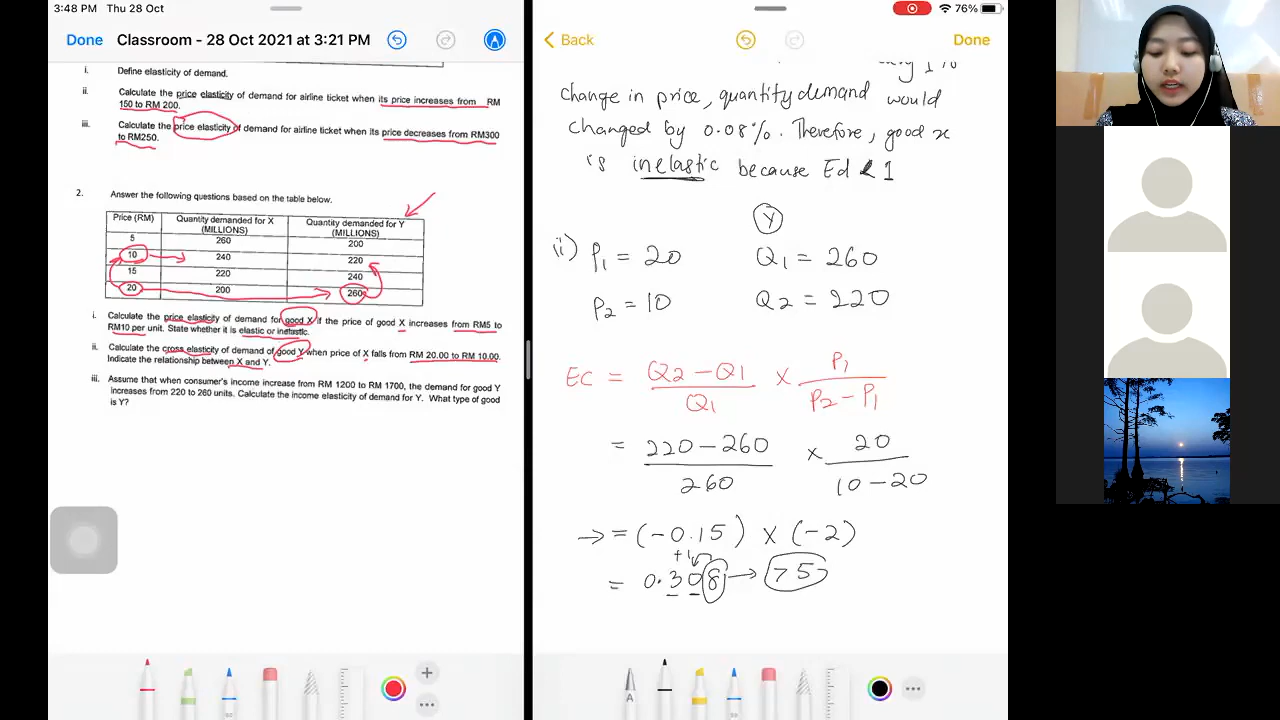 3:48 PM Thu 28 Oct
76%
Done Classroom - 28 Oct 2021 at 3:21 PM
Back Done
i. Define elasticity of demand.
ii. Calculate the price elasticity of demand for airline ticket when its price increases from RM
150 to RM 200.
iii. Calculate the price elasticity of demand for airline ticket when its price decreases from RM300
to RM250.
2. Answer the following questions based on the table below.
Price (RM) Quantity demanded for X (MILLIONS) Quantity demanded for Y (MILLIONS)
5 260 200
10 240 220
15 220 240
20 200 260
i. Calculate the price elasticity of demand for good X if the price of good X increases from RM5 to
RM10 per unit. State whether it is elastic or inelastic.
ii. Calculate the cross elasticity of demand of good Y when price of X falls from RM 20.00 to RM 10.00.
Indicate the relationship between X and Y.
iii. Assume that when consumer's income increase from RM 1200 to RM 1700, the demand for good Y
increases from 220 to 260 units. Calculate the income elasticity of demand for Y. What type of good
is Y?
1%
change in price, quantity demand would
changed by 0.08%. Therefore, good x
is inelastic because Ed < 1
Y
ii) P1 = 20 Q1 = 260
P2 = 10 Q2 = 220
EC = Q2 - Q1 / Q1 x P1 / P2 - P1
= 220 - 260 / 260 x 20 / 10 - 20
→ = (-0.15) x (-2)
+1
= 0.308 → >5
A